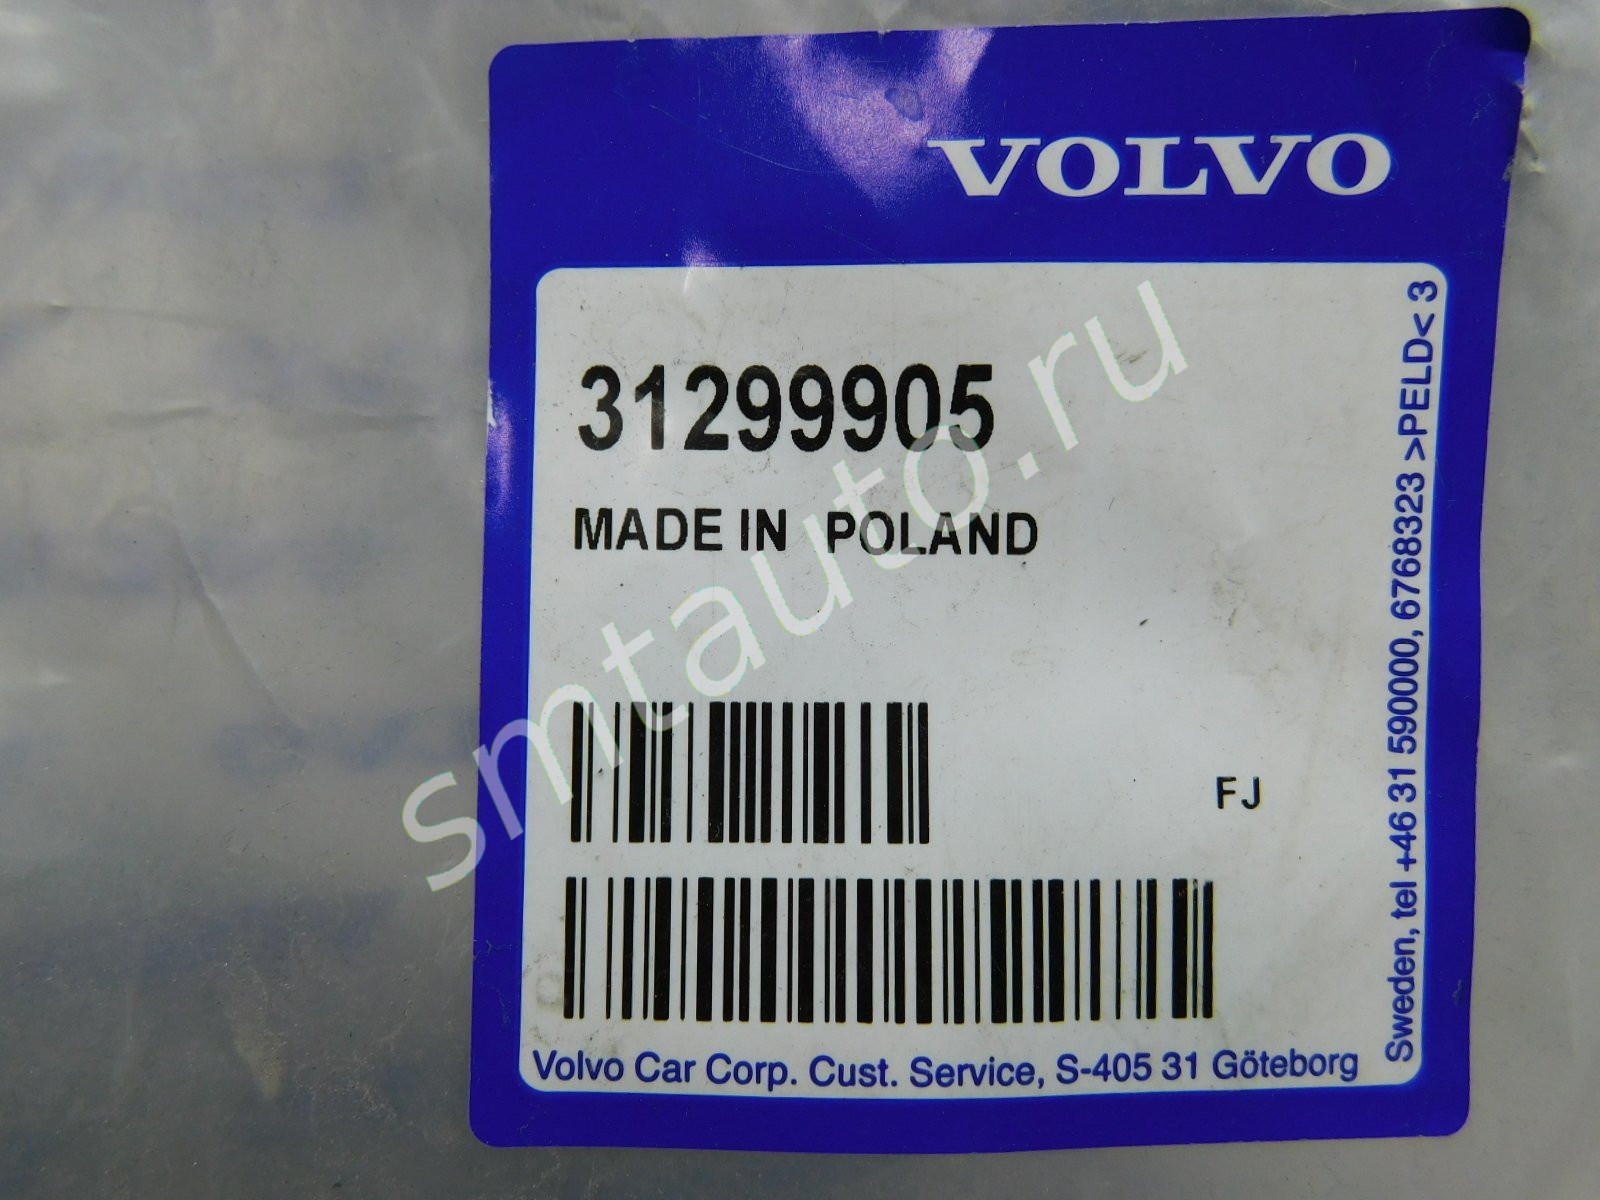 VOLVO
31299905
MADE IN POLAND
FJ
Volvo Car Corp. Cust. Service, S-405 31 Göteborg
Sweden, tel +46 31 590000, 6768323 >PELD< 3
smtauto.ru